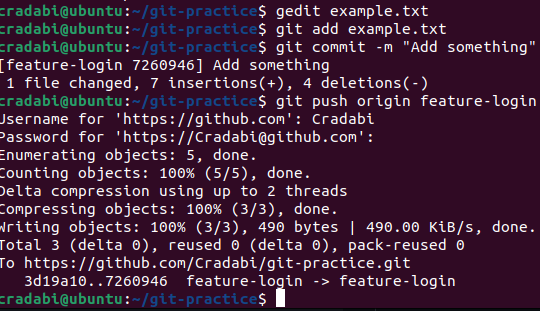 cradabi@ubuntu:~/git-practice$ gedit example.txt
cradabi@ubuntu:~/git-practice$ git add example.txt
cradabi@ubuntu:~/git-practice$ git commit -m "Add something"
[feature-login 7260946] Add something
 1 file changed, 7 insertions(+), 4 deletions(-)
cradabi@ubuntu:~/git-practice$ git push origin feature-login
Username for 'https://github.com': Cradabi
Password for 'https://Cradabi@github.com':
Enumerating objects: 5, done.
Counting objects: 100% (5/5), done.
Delta compression using up to 2 threads
Compressing objects: 100% (3/3), done.
Writing objects: 100% (3/3), 490 bytes | 490.00 KiB/s, done.
Total 3 (delta 0), reused 0 (delta 0), pack-reused 0
To https://github.com/Cradabi/git-practice.git
   3d19a10..7260946  feature-login -> feature-login
cradabi@ubuntu:~/git-practice$